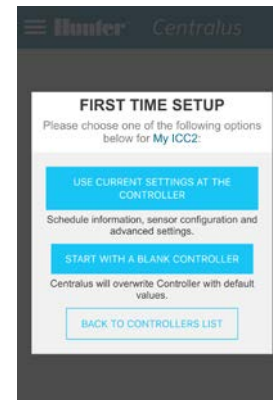 Hunter Centralus
FIRST TIME SETUP
Please choose one of the following options
below for My ICC2:
USE CURRENT SETTINGS AT THE
CONTROLLER
Schedule information, sensor configuration and
advanced settings.
START WITH A BLANK CONTROLLER
Centralus will overwrite Controller with default
values.
BACK TO CONTROLLERS LIST